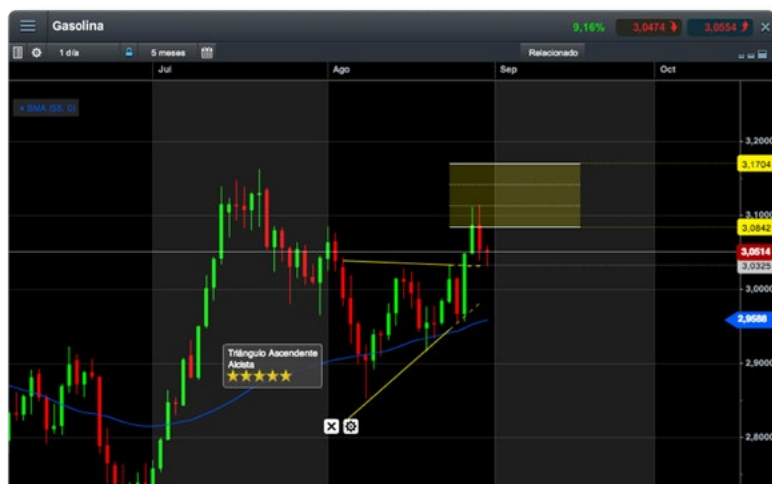 Gasolina
9,16% 3,0474 3,0554
1 día 5 meses Relacionado
Jul Ago Sep Oct
SMA (55, 0)
3,2000
3,1704
3,1000
3,0842
3,0514
3,0325
3,0000
2,9588
Triángulo Ascendente
Alcista
2,9000
2,8000